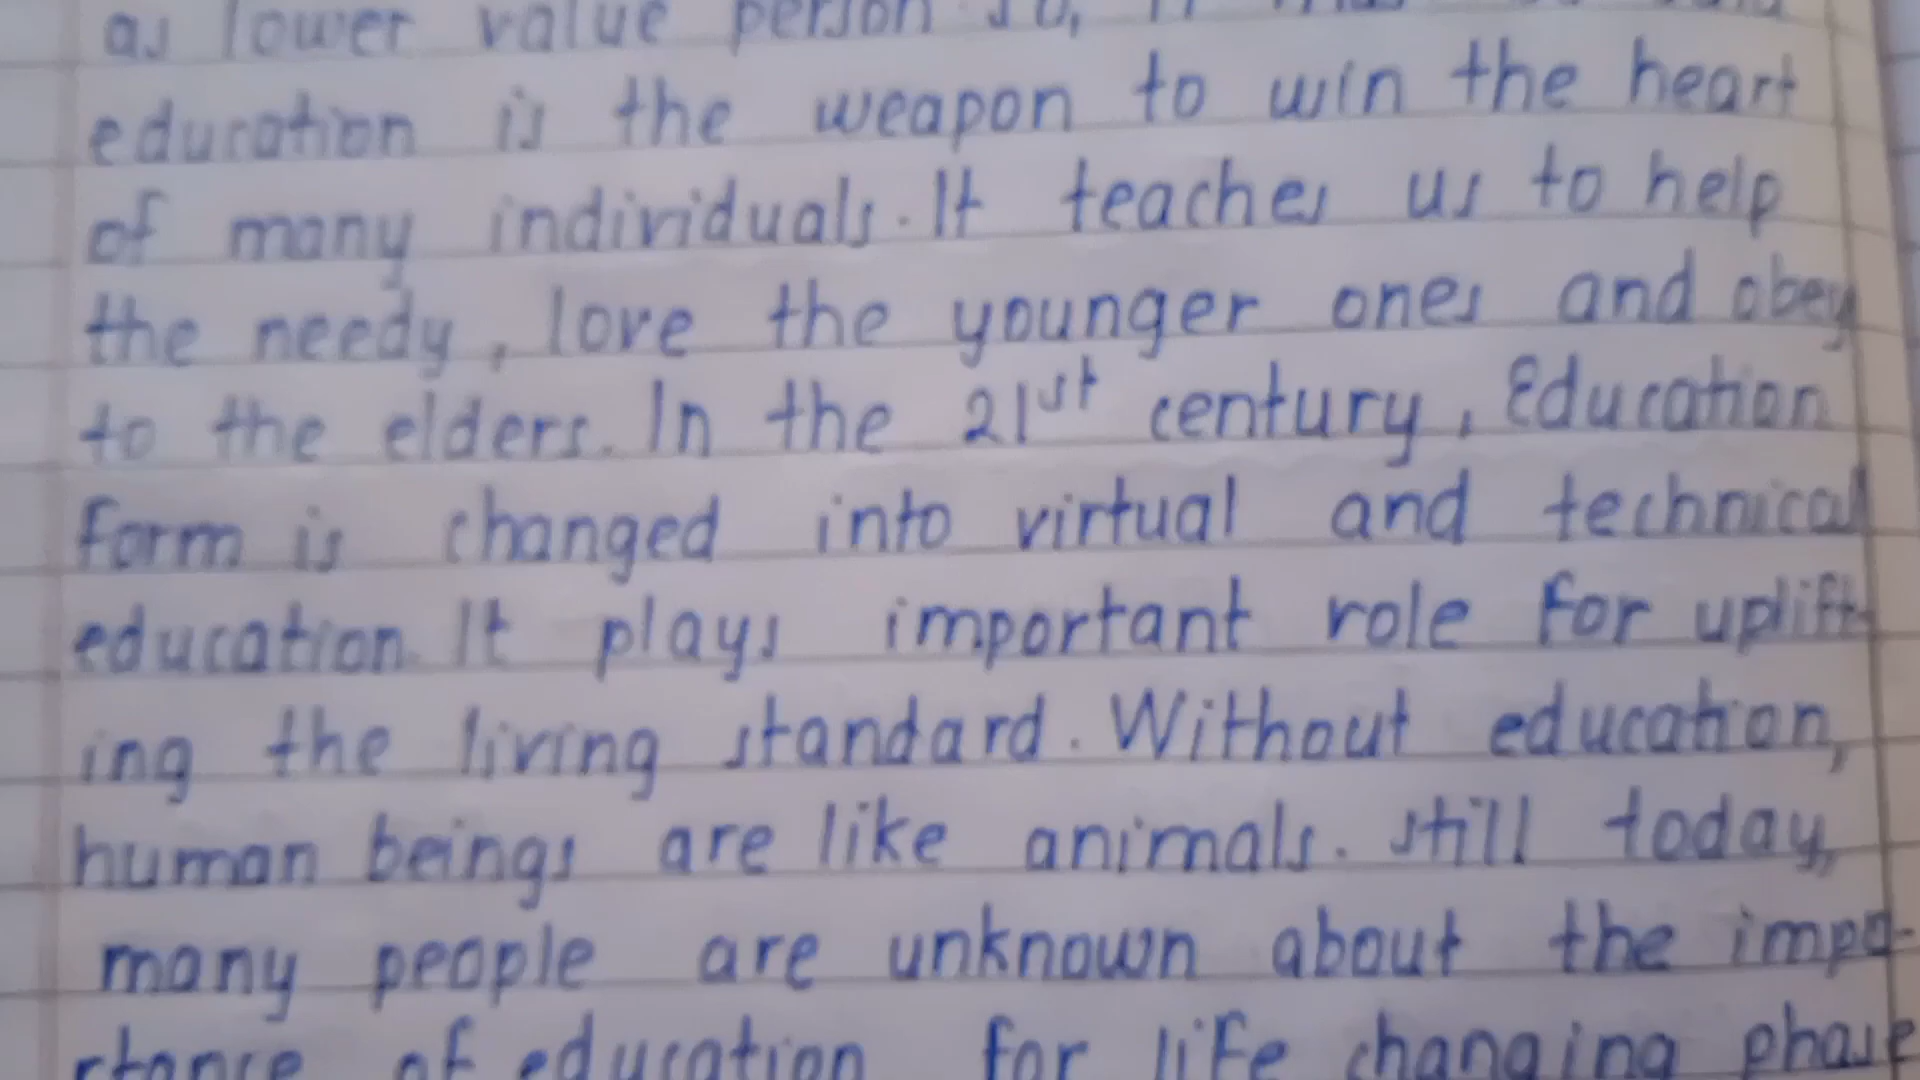 as lower value person so, it
education is the weapon to win the heart
of many individuals. It teaches us to help
the needy, love the younger ones and obey
to the elders. In the 21st century, Education
form is changed into virtual and technical
education. It plays important role for uplift-
ing the living standard. Without education,
human beings are like animals. Still today,
many people are unknown about the impo-
rtance of education for life changing phase